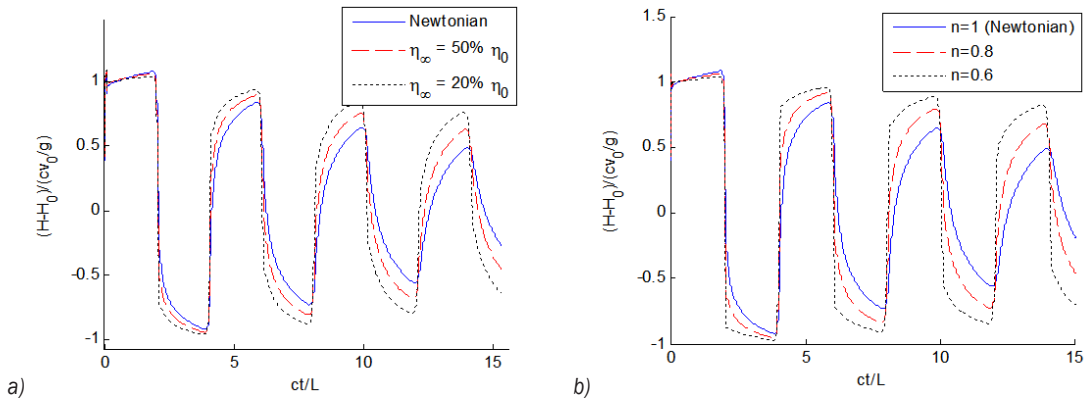 Newtonian
η∞ = 50% η0
η∞ = 20% η0
1
0.5
0
-0.5
-1
0 5 10 15
(H-H0)/(cv0/g)
ct/L
a)
n=1 (Newtonian)
n=0.8
n=0.6
1.5
1
0.5
0
-0.5
-1
0 5 10 15
(H-H0)/(cv0/g)
ct/L
b)